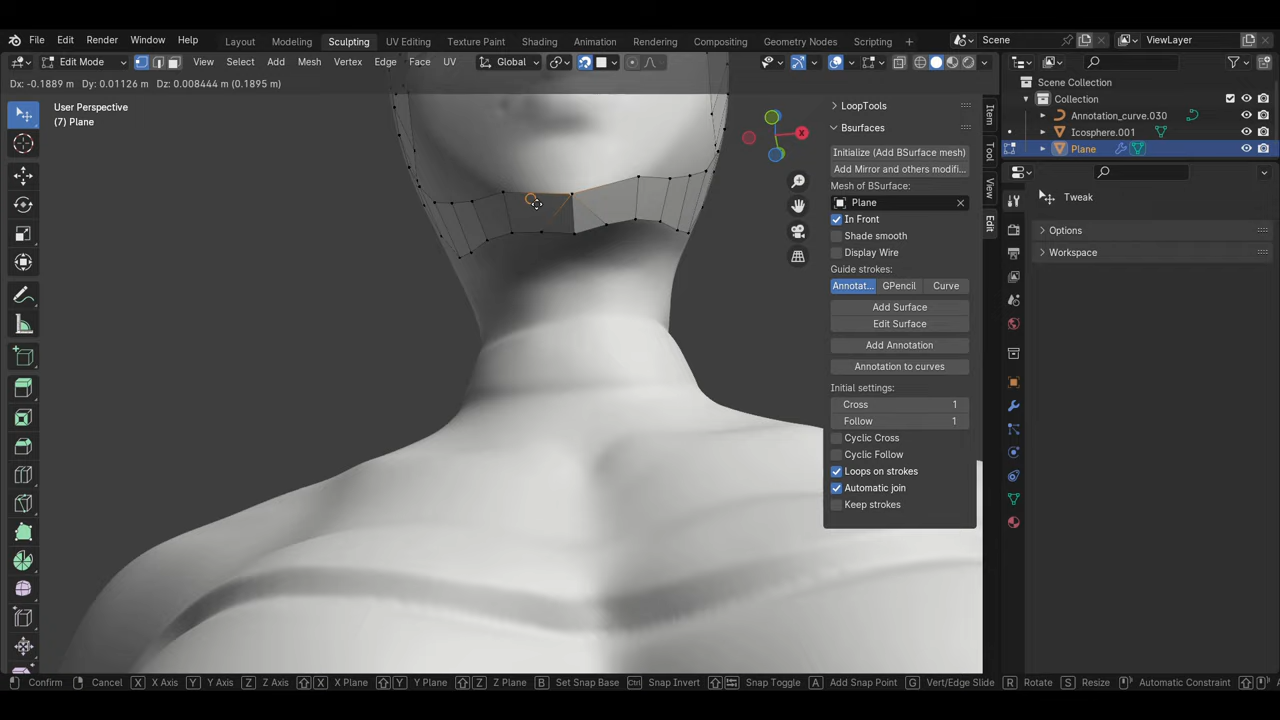 File Edit Render Window Help Layout Modeling Sculpting UV Editing Texture Paint Shading Animation Rendering Compositing Geometry Nodes Scripting + Scene ViewLayer
Edit Mode View Select Add Mesh Vertex Edge Face UV Global
Dx: -0.1889 m Dy: 0.01126 m Dz: 0.008444 m (0.1895 m)
User Perspective
(7) Plane
X
LoopTools
Bsurfaces
Initialize (Add BSurface mesh)
Add Mirror and others modifi...
Mesh of BSurface:
Plane
In Front
Shade smooth
Display Wire
Guide strokes:
Annotat... GPencil Curve
Add Surface
Edit Surface
Add Annotation
Annotation to curves
Initial settings:
Cross 1
Follow 1
Cyclic Cross
Cyclic Follow
Loops on strokes
Automatic join
Keep strokes
Item
Tool
View
Edit
Scene Collection
Collection
Annotation_curve.030
Icosphere.001
Plane
Tweak
Options
Workspace
Confirm Cancel X X Axis Y Y Axis Z Z Axis X X Plane Y Y Plane Z Z Plane B Set Snap Base Ctrl Snap Invert Snap Toggle A Add Snap Point G Vert/Edge Slide R Rotate S Resize Automatic Constraint